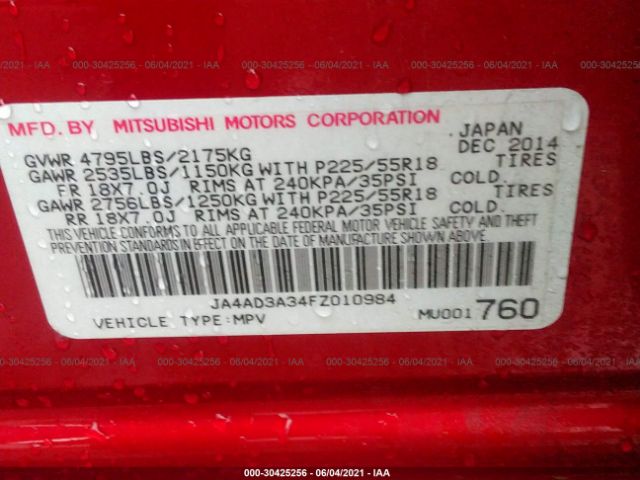 MFD. BY MITSUBISHI MOTORS CORPORATION JAPAN
GVWR 4795LBS/2175KG DEC 2014
GAWR 2535LBS/1150KG WITH P225/55R18 TIRES
FR 18X7.0J RIMS AT 240KPA/35PSI COLD.
GAWR 2756LBS/1250KG WITH P225/55R18 TIRES
RR 18X7.0J RIMS AT 240KPA/35PSI COLD.
THIS VEHICLE CONFORMS TO ALL APPLICABLE FEDERAL MOTOR VEHICLE SAFETY AND THEFT
PREVENTION STANDARDS IN EFFECT ON THE DATE OF MANUFACTURE SHOWN ABOVE.
JA4AD3A34FZ010984
VEHICLE TYPE:MPV MU001760
000-30425256 - 06/04/2021 - IAA